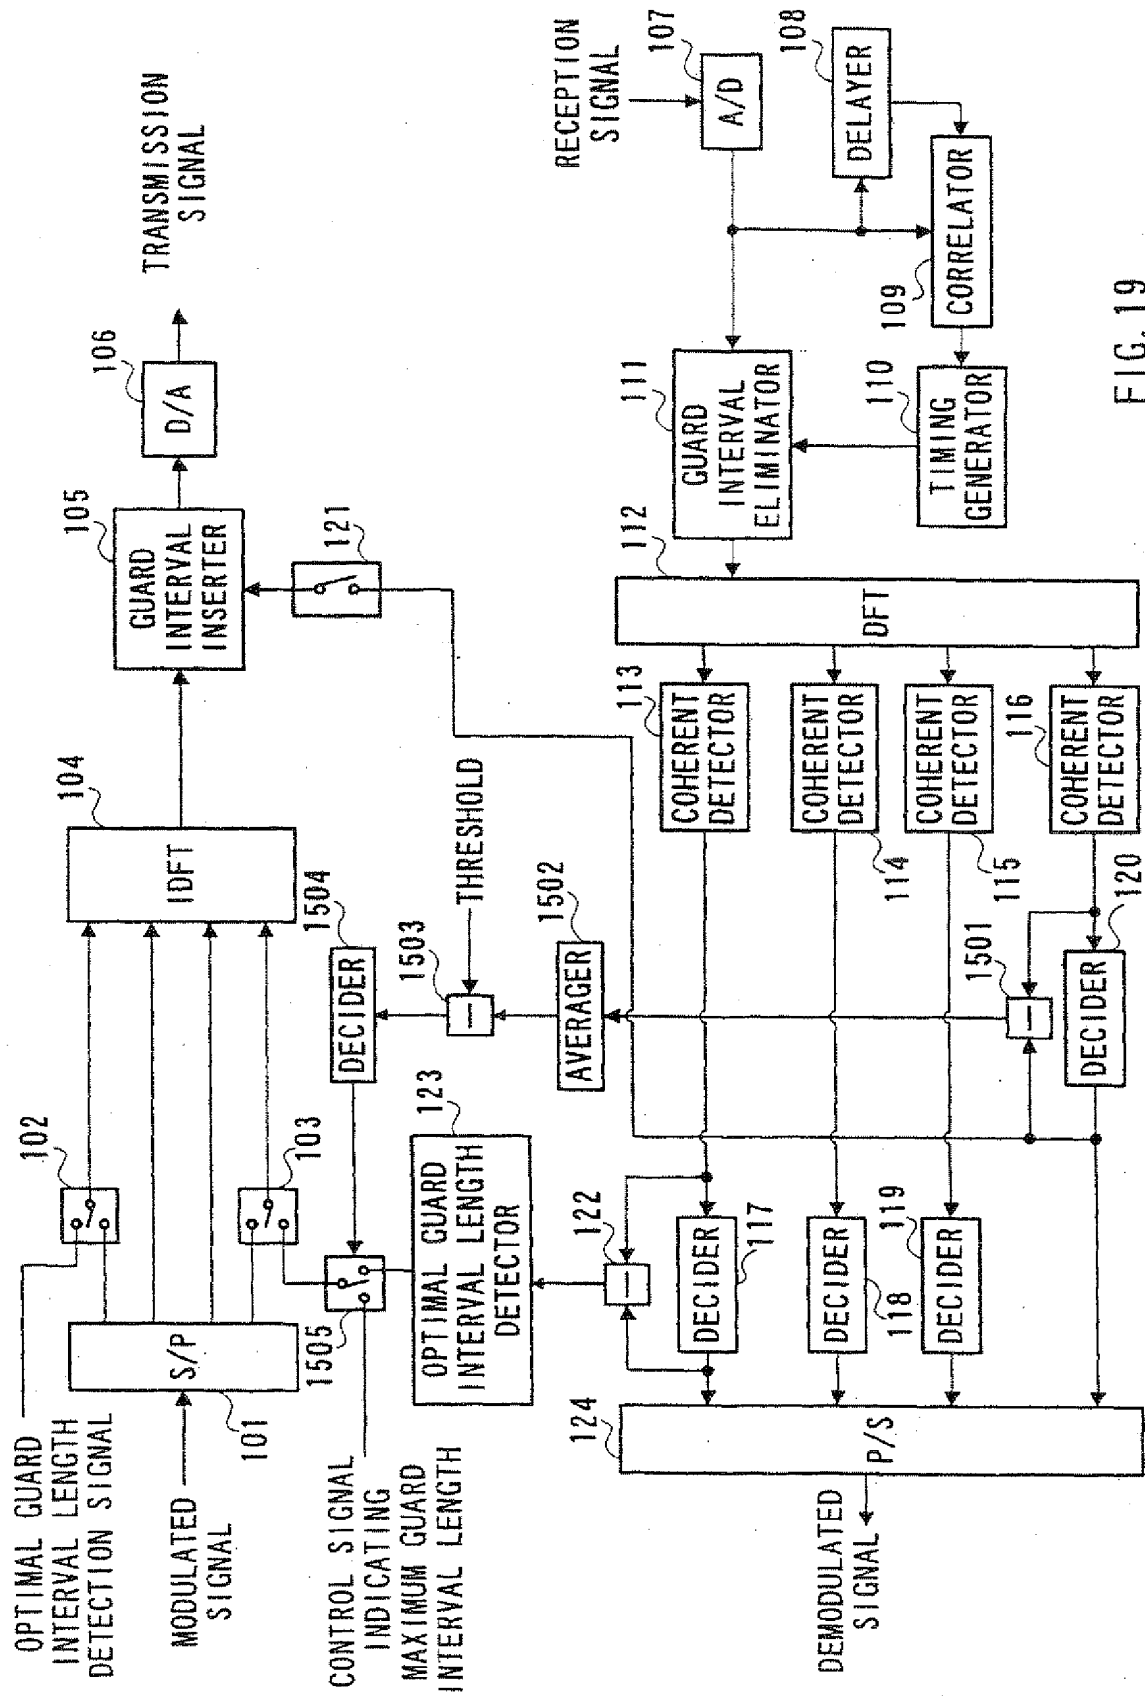 OPTIMAL GUARD
INTERVAL LENGTH
DETECTION SIGNAL
MODULATED
SIGNAL
S/P
101
102
103
IDFT
104
GUARD
INTERVAL
INSERTER
105
D/A
106
TRANSMISSION
SIGNAL
121
CONTROL SIGNAL
INDICATING
MAXIMUM GUARD
INTERVAL LENGTH
1505
DECIDER
1504
1503
THRESHOLD
OPTIMAL GUARD
INTERVAL LENGTH
DETECTOR
123
AVERAGER
1502
RECEPTION
SIGNAL
A/D
107
DELAYER
108
CORRELATOR
109
TIMING
GENERATOR
110
GUARD
INTERVAL
ELIMINATOR
111
DFT
112
COHERENT
DETECTOR
113
COHERENT
DETECTOR
114
COHERENT
DETECTOR
115
COHERENT
DETECTOR
116
1501
DECIDER
120
122
DECIDER
117
DECIDER
118
DECIDER
119
P/S
124
DEMODULATED
SIGNAL
FIG. 19